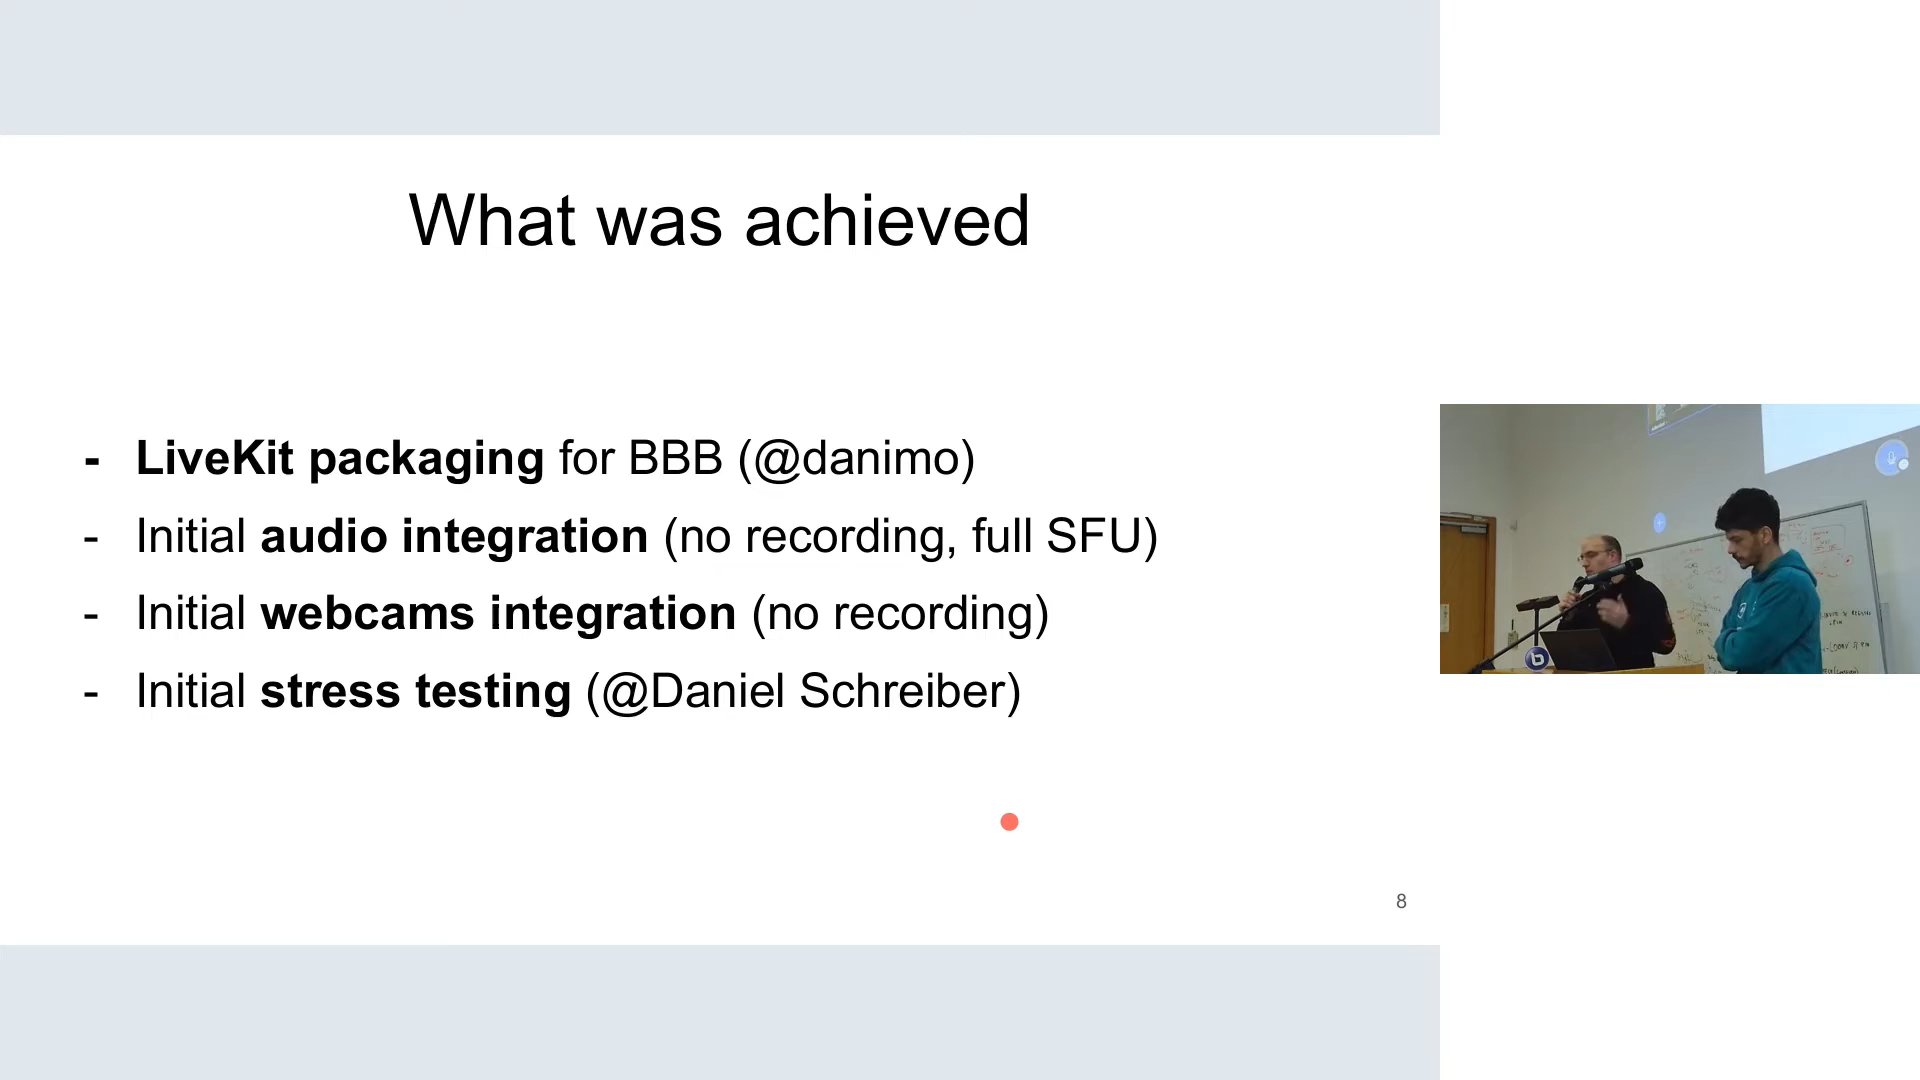 What was achieved
- LiveKit packaging for BBB (@danimo)
- Initial audio integration (no recording, full SFU)
- Initial webcams integration (no recording)
- Initial stress testing (@Daniel Schreiber)
8
b